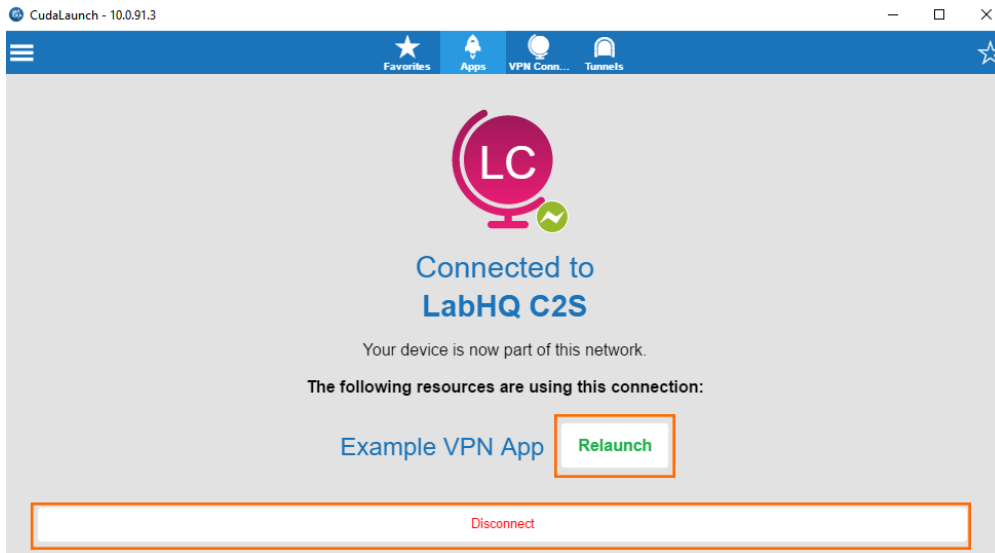 CudaLaunch - 10.0.91.3
Favorites
Apps
VPN Conn...
Tunnels
LC
Connected to
LabHQ C2S
Your device is now part of this network.
The following resources are using this connection:
Example VPN App
Relaunch
Disconnect